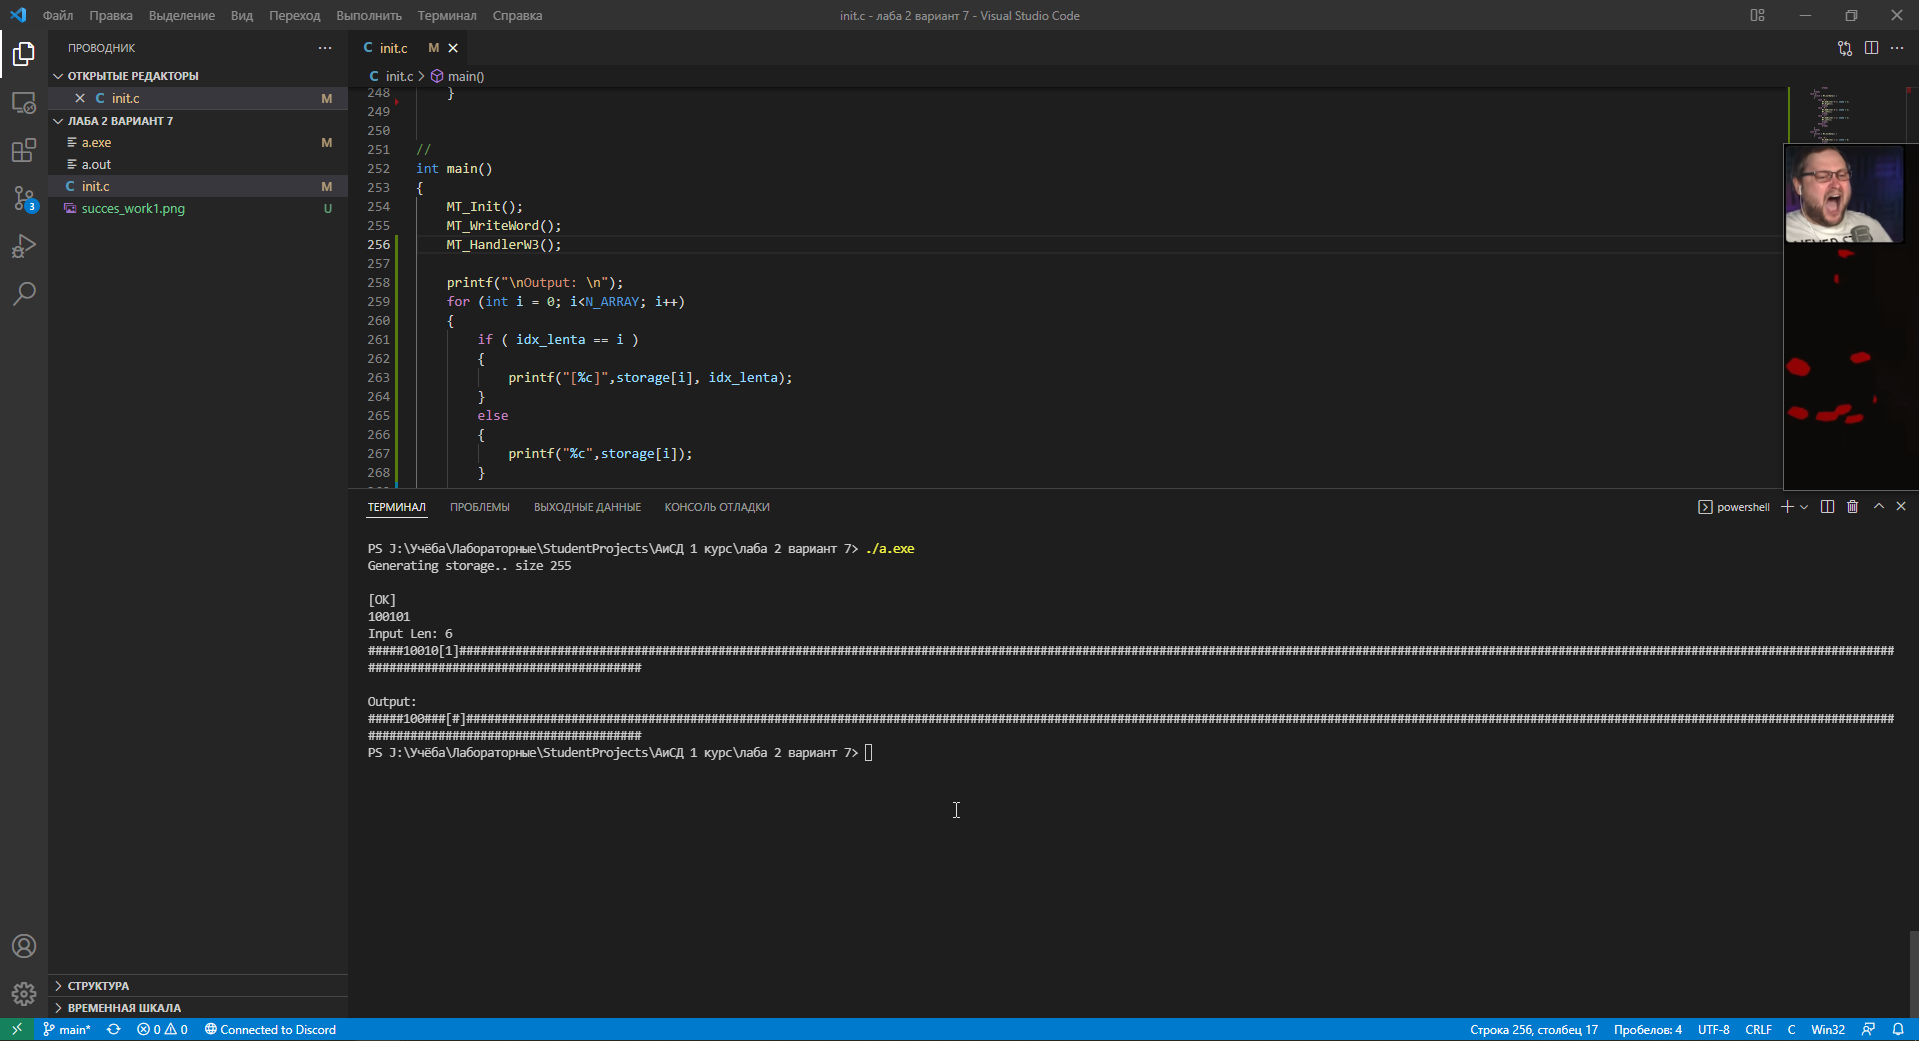 Файл Правка Выделение Вид Переход Выполнить Терминал Справка
init.c - лаба 2 вариант 7 - Visual Studio Code
ПРОВОДНИК
ОТКРЫТЫЕ РЕДАКТОРЫ
C init.c M
ЛАБА 2 ВАРИАНТ 7
a.exe M
a.out
C init.c M
succes_work1.png U
3
СТРУКТУРА
ВРЕМЕННАЯ ШКАЛА
C init.c M
C init.c > main()
248 }
249
250
251 //
252 int main()
253 {
254 MT_Init();
255 MT_WriteWord();
256 MT_HandlerW3();
257
258 printf("\nOutput: \n");
259 for (int i = 0; i<N_ARRAY; i++)
260 {
261 if ( idx_lenta == i )
262 {
263 printf("[%c]",storage[i], idx_lenta);
264 }
265 else
266 {
267 printf("%c",storage[i]);
268 }
ТЕРМИНАЛ ПРОБЛЕМЫ ВЫХОДНЫЕ ДАННЫЕ КОНСОЛЬ ОТЛАДКИ
powershell
PS J:\Учёба\Лабораторные\StudentProjects\АиСД 1 курс\лаба 2 вариант 7> ./a.exe
Generating storage.. size 255
[OK]
100101
Input Len: 6
#####10010[1]############################################################################################################################################################################################################
#######################################
Output:
#####100###[#]###########################################################################################################################################################################################################
#######################################
PS J:\Учёба\Лабораторные\StudentProjects\АиСД 1 курс\лаба 2 вариант 7>
main* 0 0 Connected to Discord
Строка 256, столбец 17 Пробелов: 4 UTF-8 CRLF C Win32